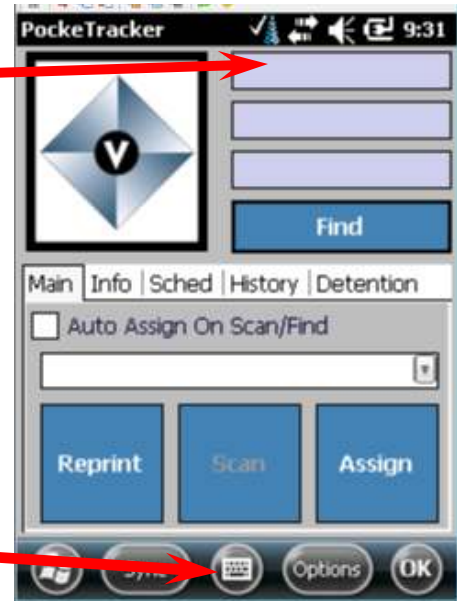 PockeTracker 9:31
V
Find
Main Info Sched History Detention
Auto Assign On Scan/Find
Reprint Scan Assign
Sync Options OK